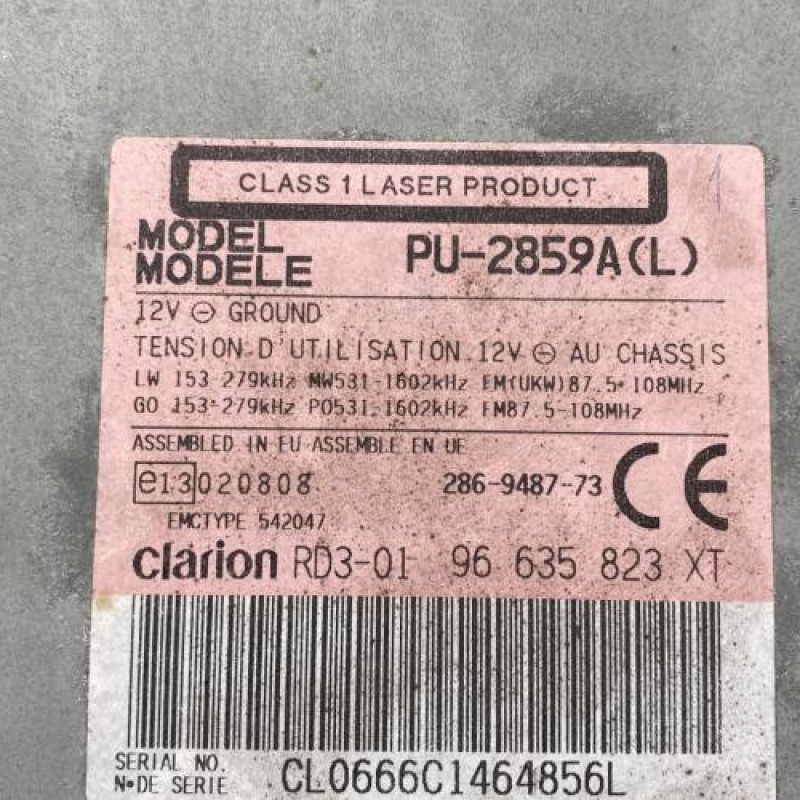 CLASS 1 LASER PRODUCT
MODEL
MODELE PU-2859A(L)
12V ⊖ GROUND
TENSION D'UTILISATION 12V ⊖ AU CHASSIS
LW 153-279kHz MW531-1602kHz FM(UKW)87.5-108MHz
GO 153-279kHz PO531-1602kHz FM87.5-108MHz
ASSEMBLED IN EU ASSEMBLE EN UE
e13 020808 286-9487-73 CE
EMCTYPE 542047
clarion RD3-01 96 635 823 XT
SERIAL NO.
N° DE SERIE CL0666C1464856L